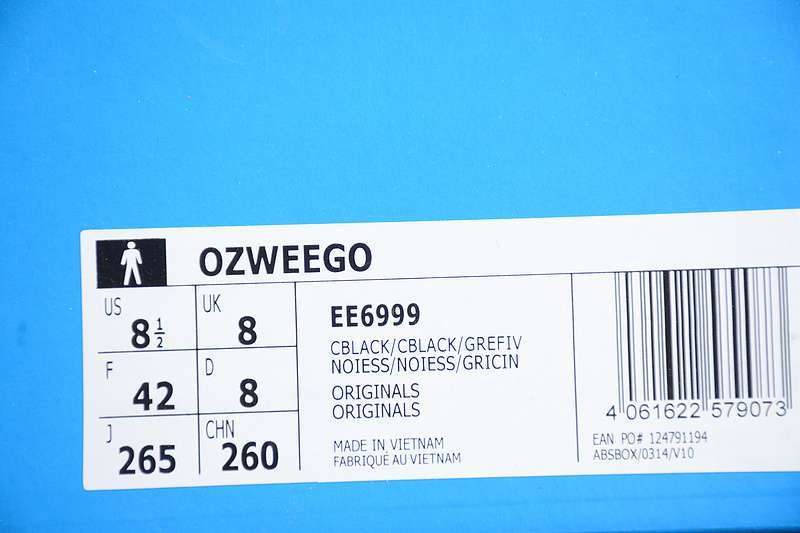 OZWEEGO
US 8 1/2
UK 8
F 42
D 8
J 265
CHN 260
EE6999
CBLACK/CBLACK/GREFIV
NOIESS/NOIESS/GRICIN
ORIGINALS
ORIGINALS
MADE IN VIETNAM
FABRIQUÉ AU VIETNAM
4 061622 579073
EAN PO# 124791194
ABSBOX/0314/V10